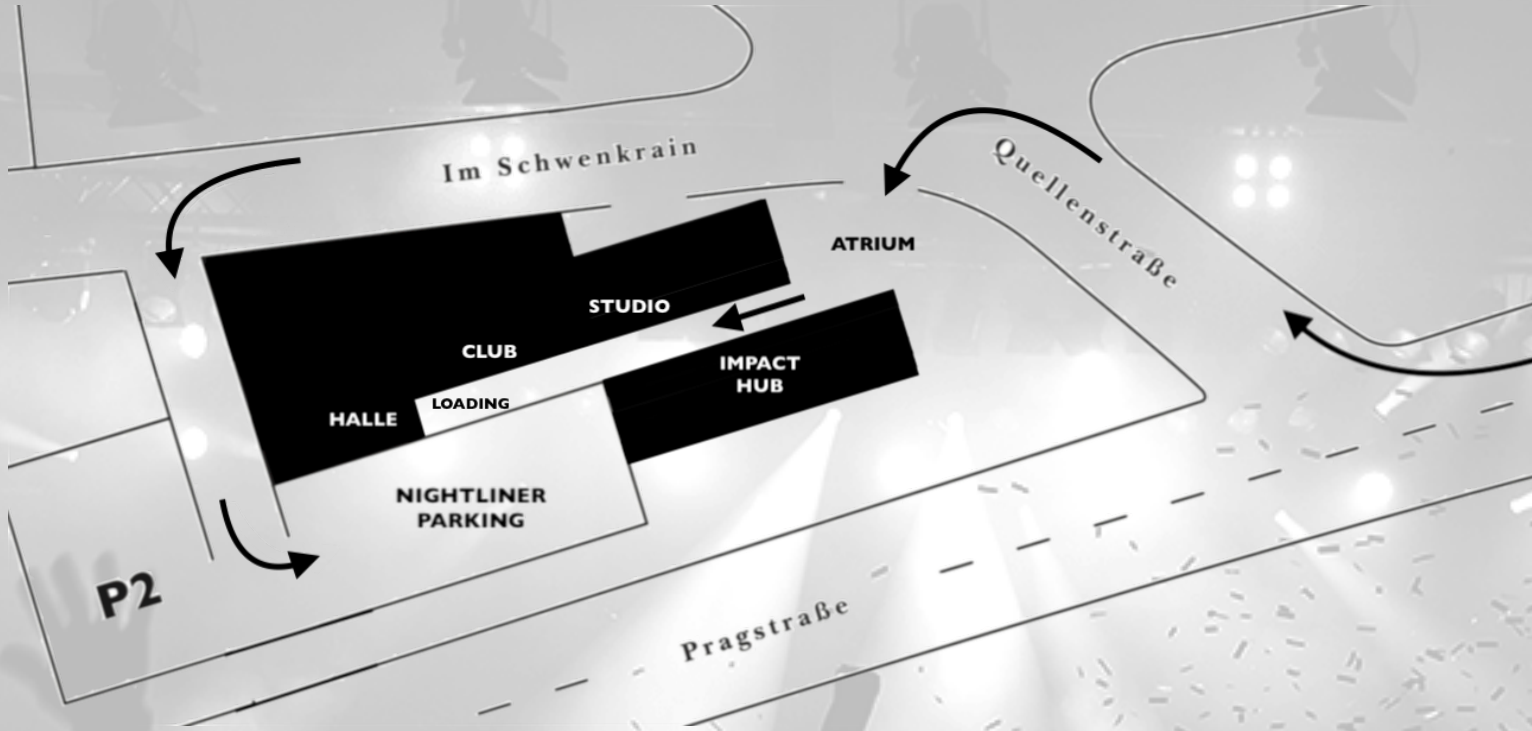 Im Schwenkrain
Quellenstraße
ATRIUM
STUDIO
CLUB
IMPACT
HUB
LOADING
HALLE
NIGHTLINER
PARKING
P2
Pragstraße